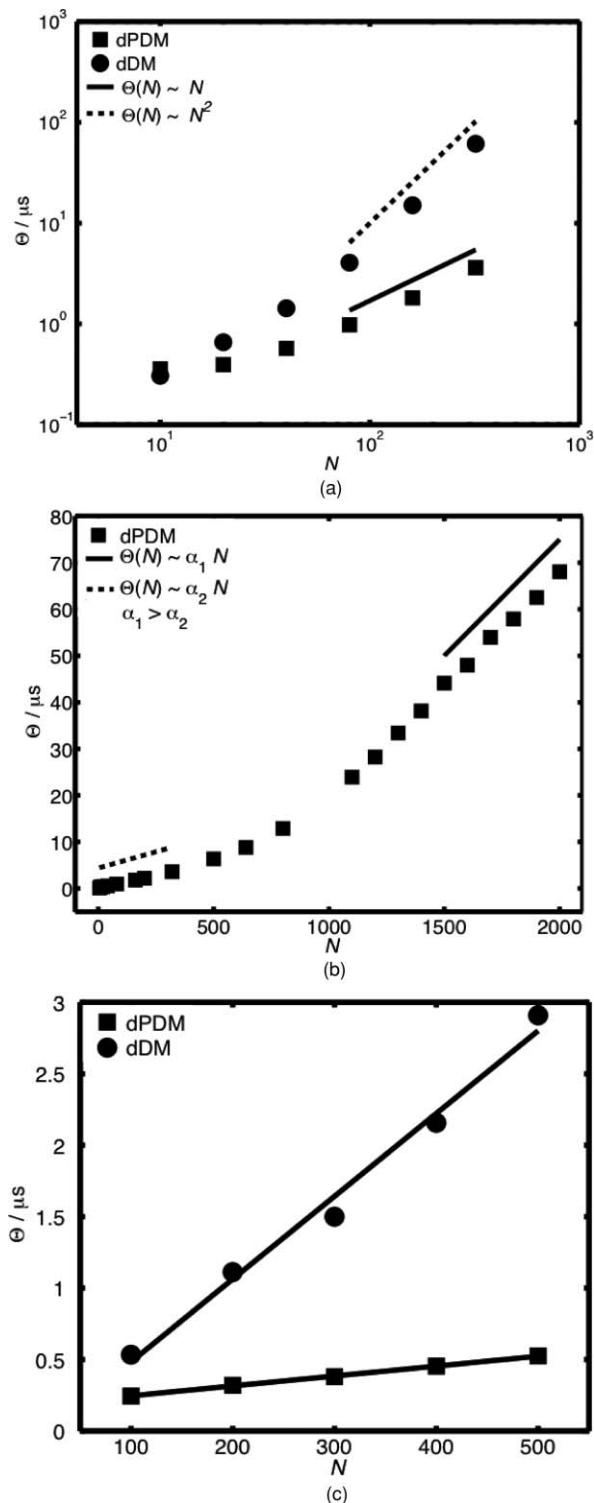 10³
dPDM
dDM
Θ(N) ~ N
Θ(N) ~ N²
10²
10¹
10⁰
10⁻¹
Θ / μs
10¹
10²
10³
N
(a)
80
dPDM
Θ(N) ~ α₁ N
Θ(N) ~ α₂ N
α₁ > α₂
70
60
50
40
30
20
10
0
Θ / μs
0
500
1000
1500
2000
N
(b)
3
dPDM
dDM
2.5
2
1.5
1
0.5
0
Θ / μs
100
200
300
400
500
N
(c)